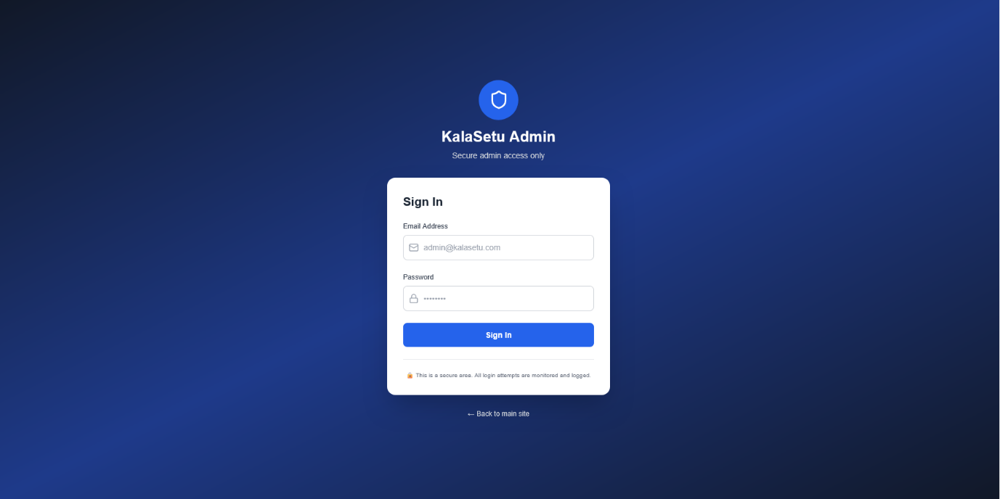 KalaSetu Admin
Secure admin access only
Sign In
Email Address
admin@kalasetu.com
Password
••••••••
Sign In
🔒 This is a secure area. All login attempts are monitored and logged.
← Back to main site